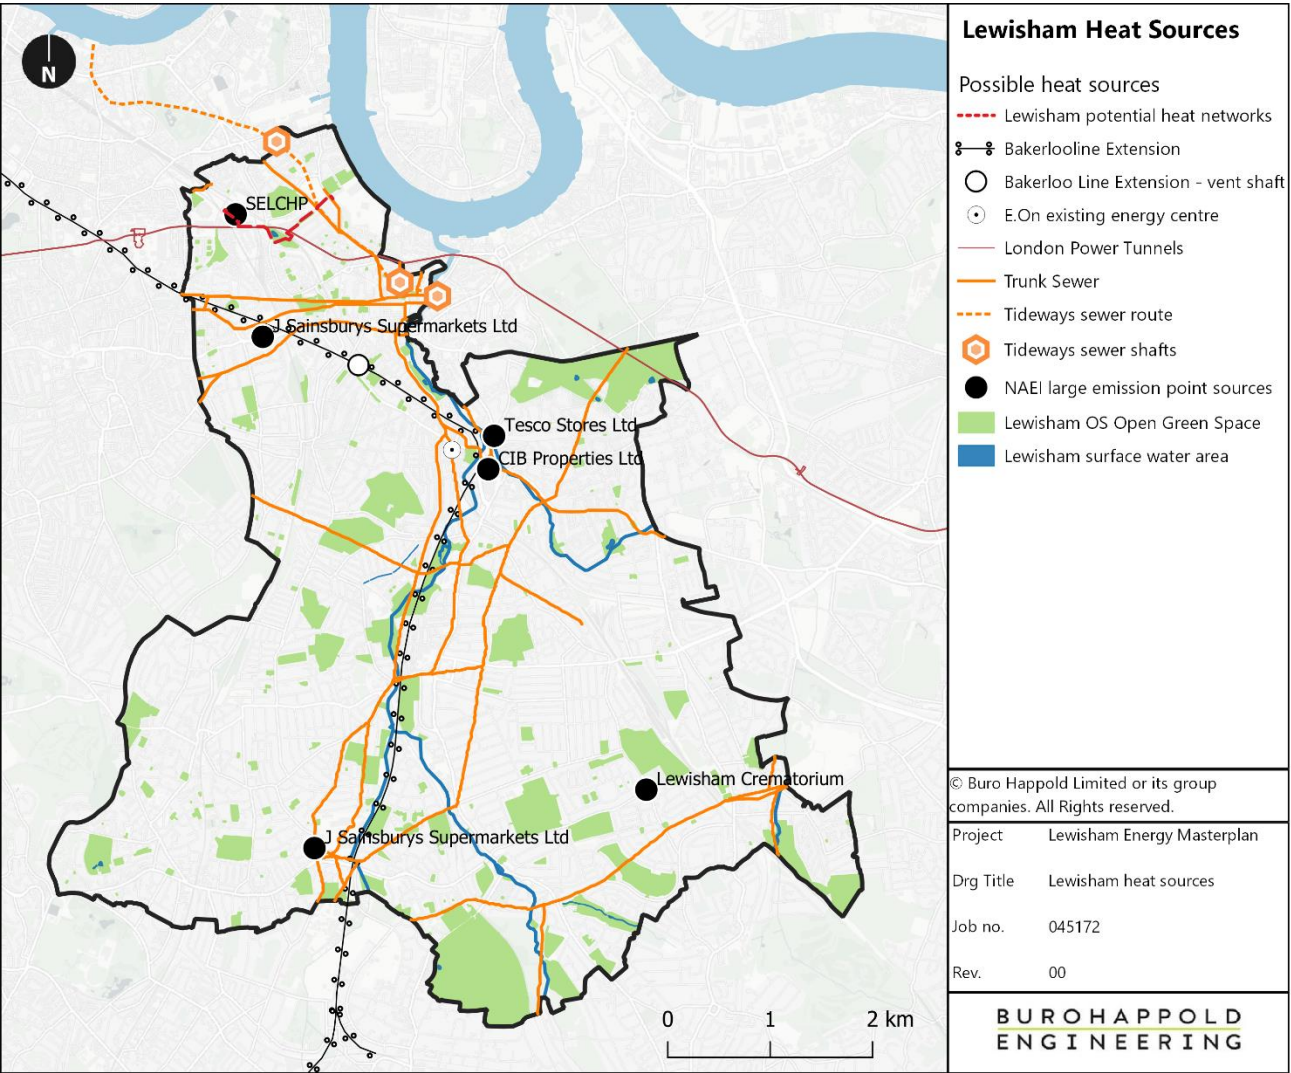 N
SELCHP
J Sainsburys Supermarkets Ltd
Tesco Stores Ltd
CIB Properties Ltd
Lewisham Crematorium
J Sainsburys Supermarkets Ltd
0 1 2 km
Lewisham Heat Sources
Possible heat sources
Lewisham potential heat networks
Bakerlooline Extension
Bakerloo Line Extension - vent shaft
E.On existing energy centre
London Power Tunnels
Trunk Sewer
Tideways sewer route
Tideways sewer shafts
NAEI large emission point sources
Lewisham OS Open Green Space
Lewisham surface water area
© Buro Happold Limited or its group
companies. All Rights reserved.
Project Lewisham Energy Masterplan
Drg Title Lewisham heat sources
Job no. 045172
Rev. 00
BUROHAPPOLD
ENGINEERING